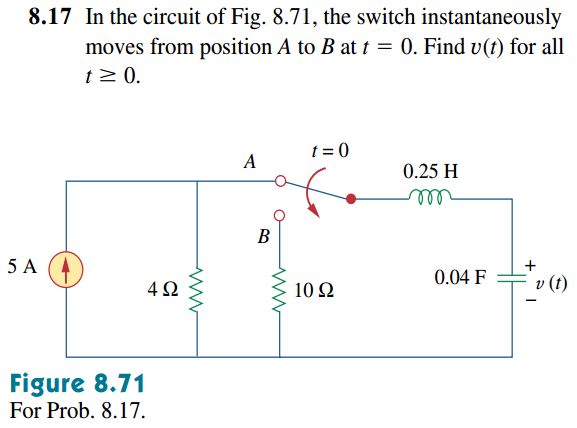 8.17 In the circuit of Fig. 8.71, the switch instantaneously
moves from position A to B at t = 0. Find v(t) for all
t ≥ 0.
t = 0
A
0.25 H
B
5 A
4 Ω
10 Ω
0.04 F
+
v (t)
−
Figure 8.71
For Prob. 8.17.